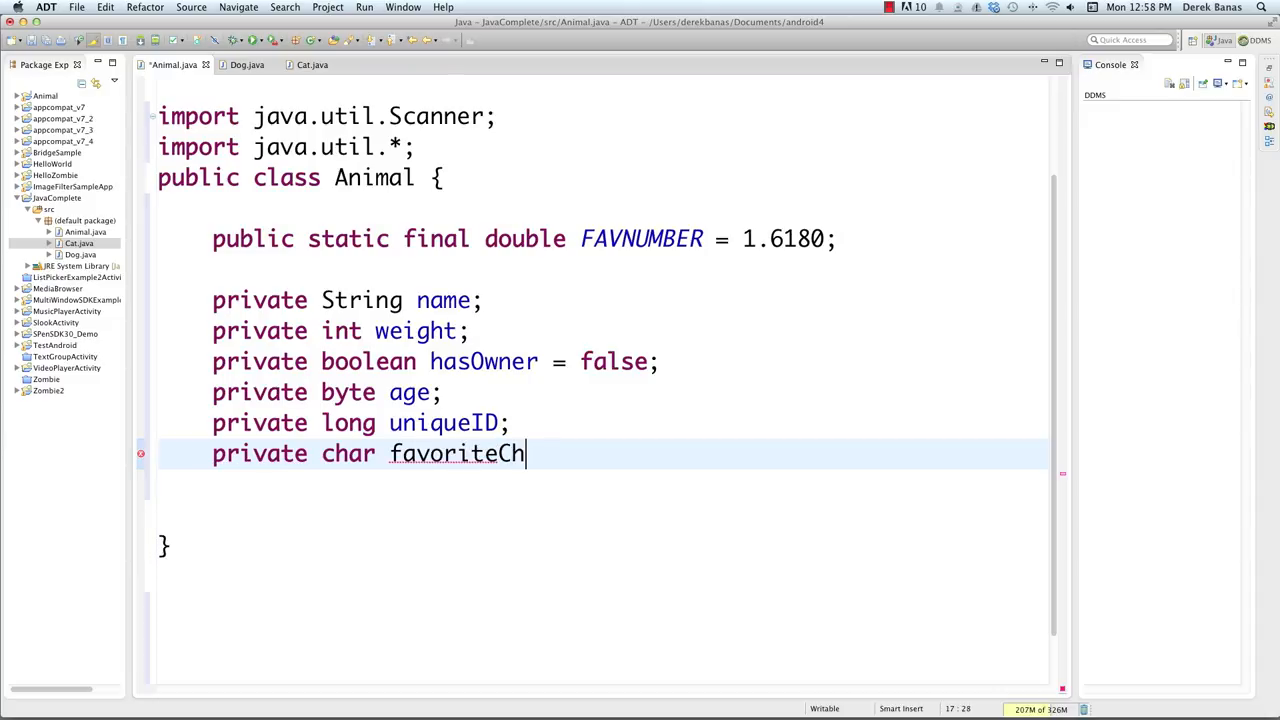 ADT File Edit Refactor Source Navigate Search Project Run Window Help 10 Mon 12:58 PM Derek Banas
Java - JavaComplete/src/Animal.java - ADT - /Users/derekbanas/Documents/android4
Quick Access Java DDMS
Package Exp *Animal.java Dog.java Cat.java Console
DDMS
Animal
appcompat_v7
appcompat_v7_2
appcompat_v7_3
appcompat_v7_4
BridgeSample
HelloWorld
HelloZombie
ImageFilterSampleApp
JavaComplete
src
(default package)
Animal.java
Cat.java
Dog.java
JRE System Library [Ja
ListPickerExample2Activi
MediaBrowser
MultiWindowSDKExample
MusicPlayerActivity
SlookActivity
SPenSDK30_Demo
TestAndroid
TextGroupActivity
VideoPlayerActivity
Zombie
Zombie2
import java.util.Scanner;
import java.util.*;
public class Animal {
public static final double FAVNUMBER = 1.6180;
private String name;
private int weight;
private boolean hasOwner = false;
private byte age;
private long uniqueID;
private char favoriteCh
}
Writable Smart Insert 17 : 28 207M of 326M